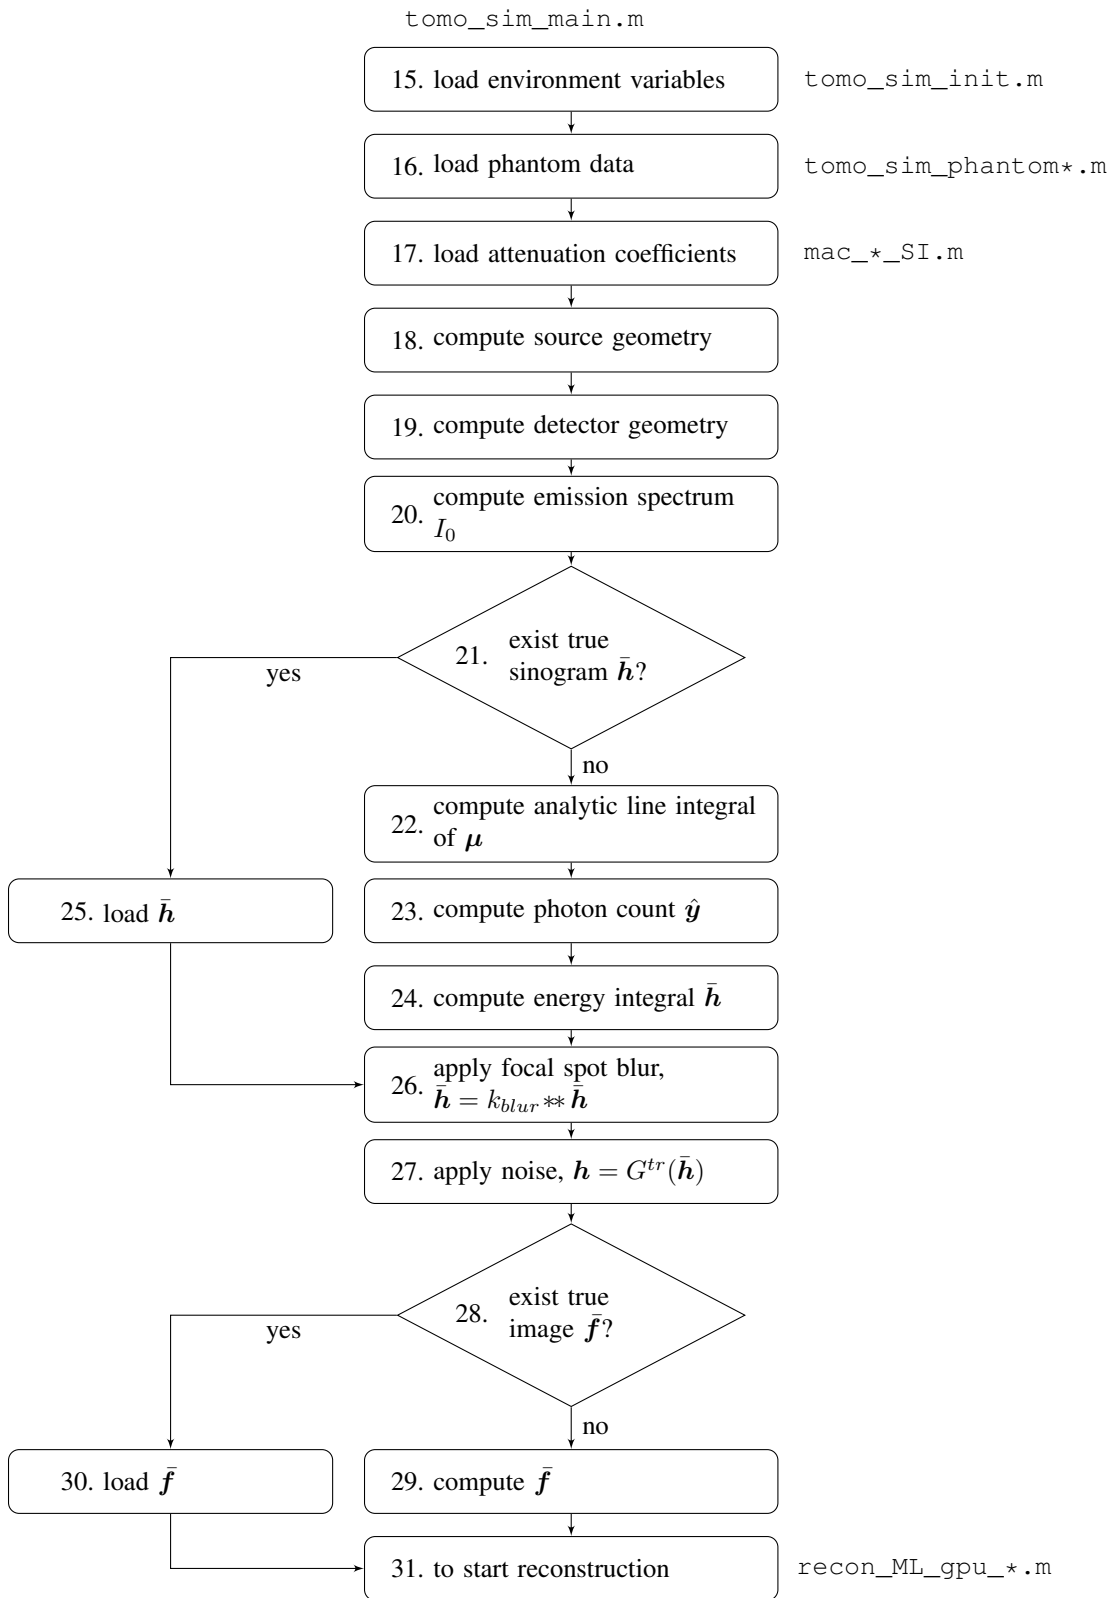 tomo_sim_main.m
15. load environment variables
tomo_sim_init.m
16. load phantom data
tomo_sim_phantom*.m
17. load attenuation coefficients
mac_*_SI.m
18. compute source geometry
19. compute detector geometry
20. compute emission spectrum
I₀
21. exist true
sinogram h̄?
yes
no
22. compute analytic line integral
of μ
25. load h̄
23. compute photon count ŷ
24. compute energy integral h̄
26. apply focal spot blur,
h̄ = k_{blur} ** h̄
27. apply noise, h = G^{tr}(h̄)
28. exist true
image f̄?
yes
no
30. load f̄
29. compute f̄
31. to start reconstruction
recon_ML_gpu_*.m